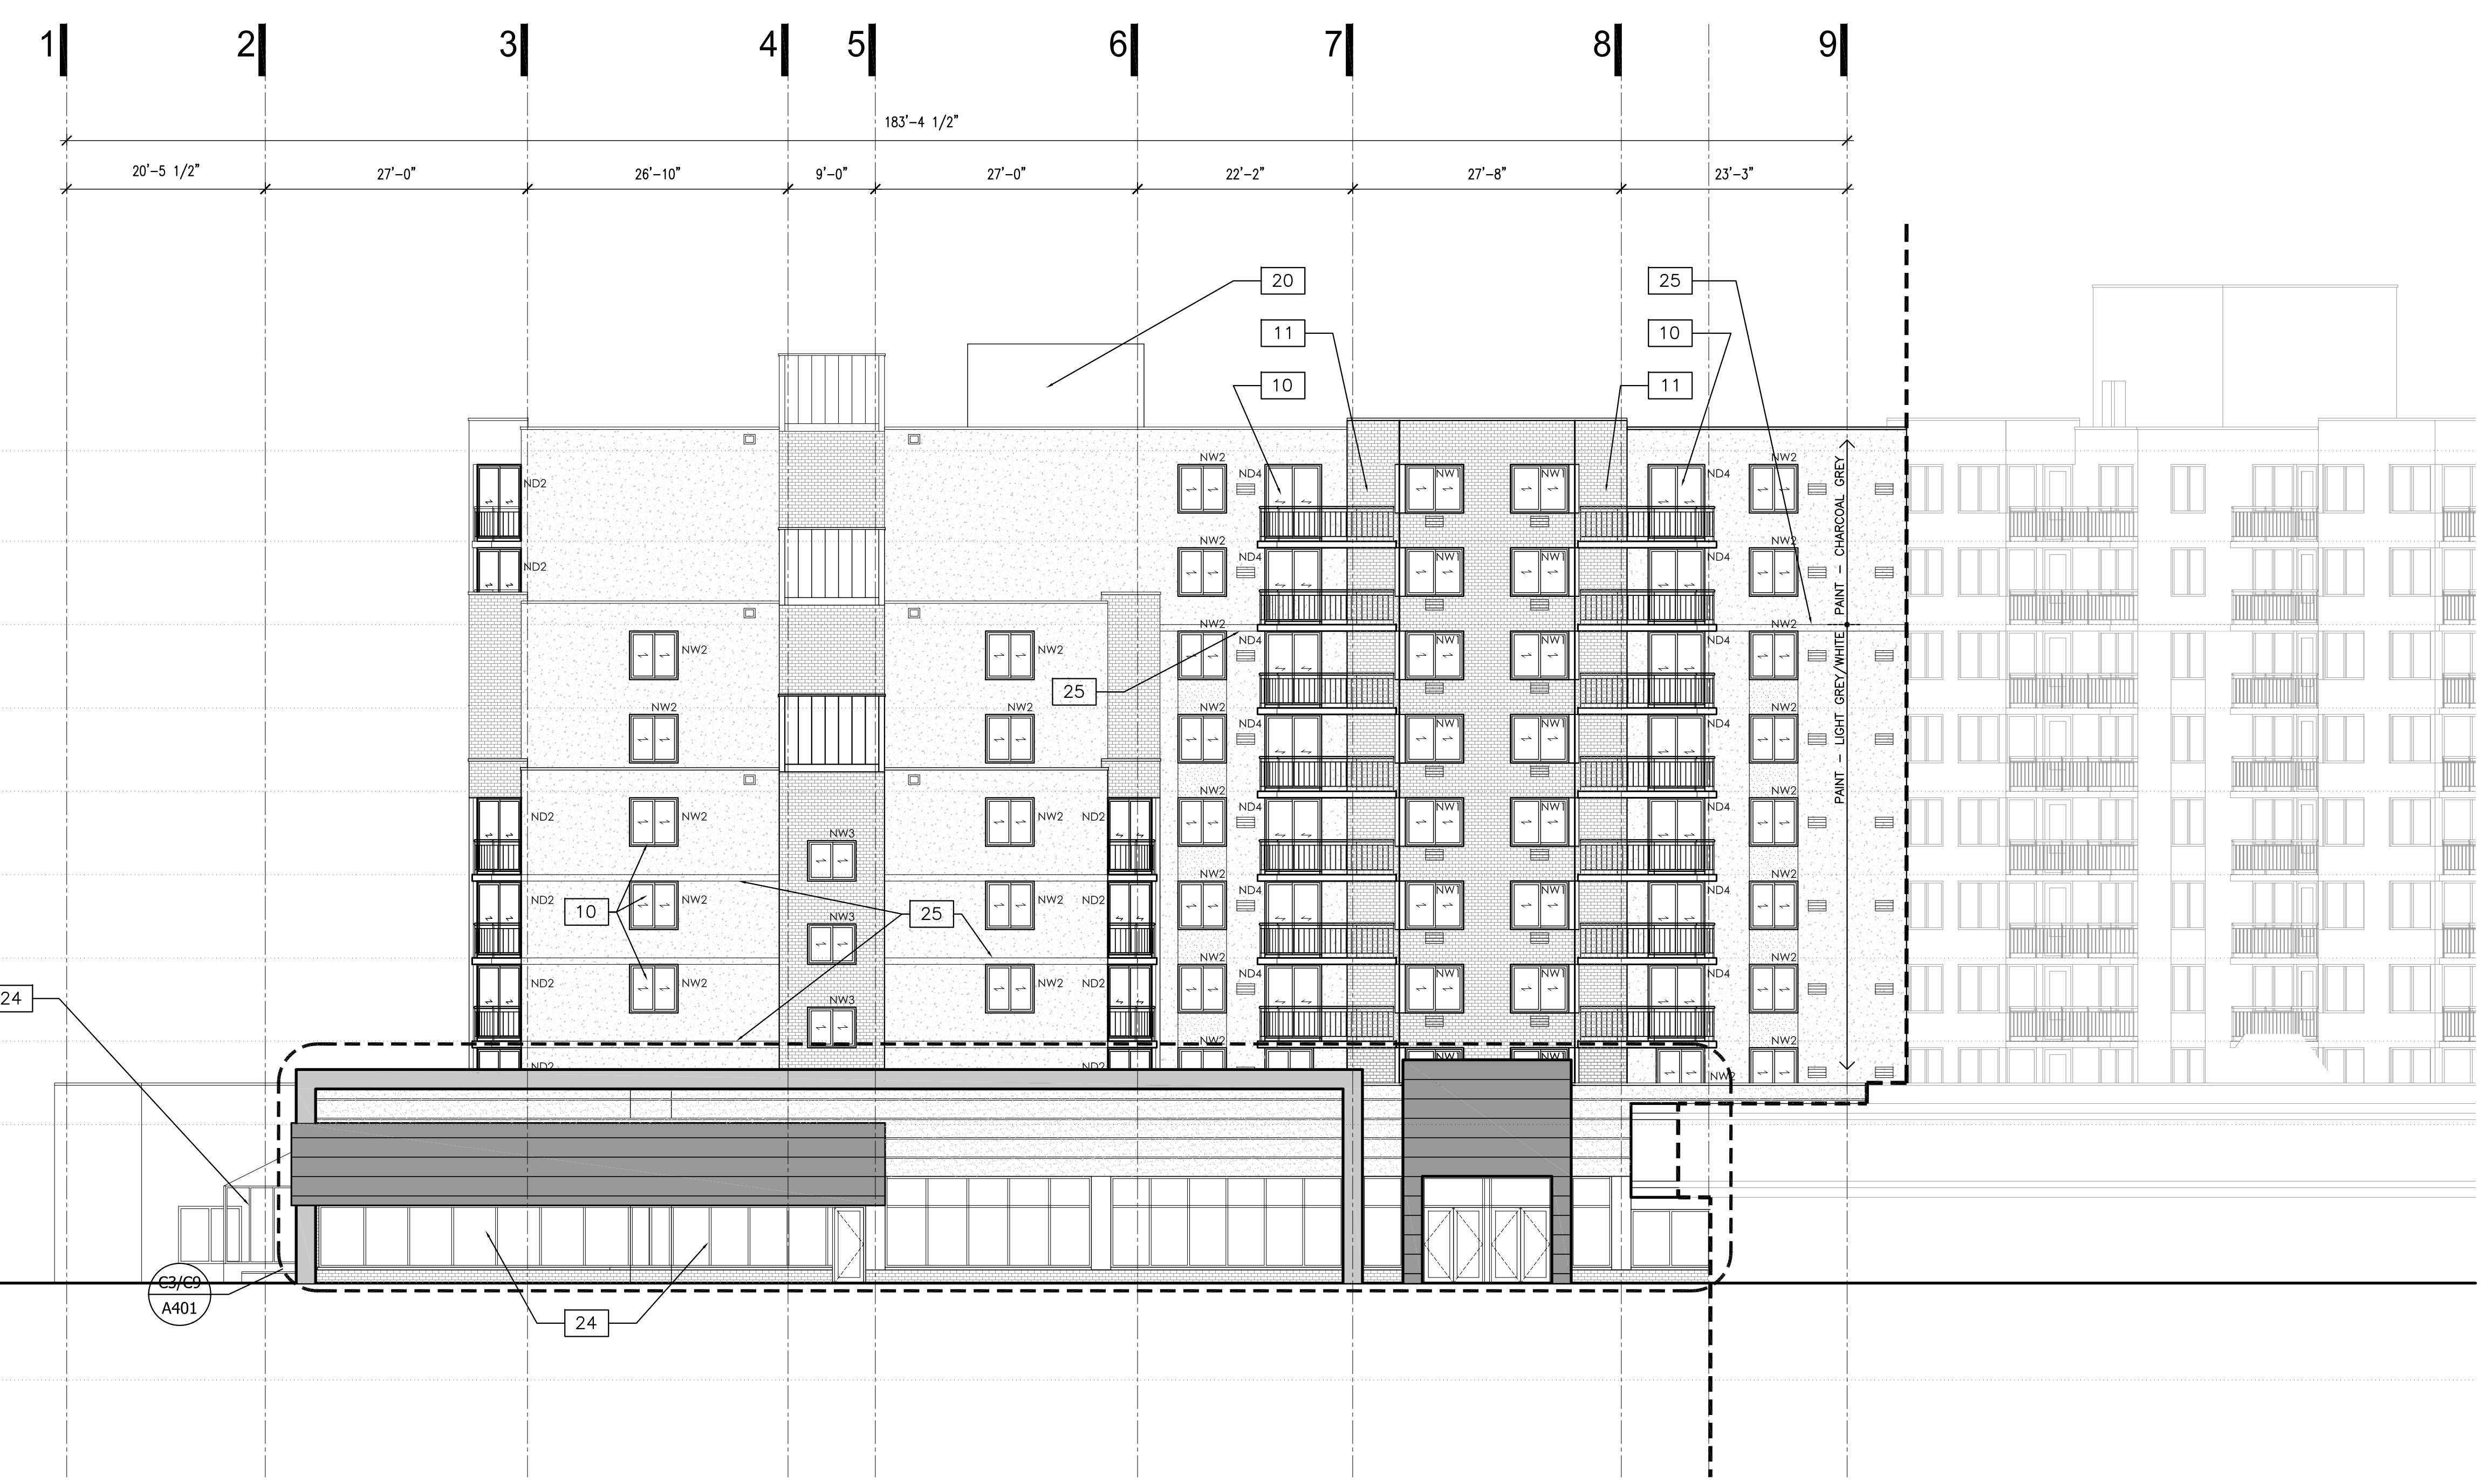 1 2 3 4 5 6 7 8 9
183'-4 1/2"
20'-5 1/2" 27'-0" 26'-10" 9'-0" 27'-0" 22'-2" 27'-8" 23'-3"
20 25
11 10
10 11
NW2 NW2
ND2 ND4 NW1 NW1 ND4
NW2 NW2
ND2 ND4 NW1 NW1 ND4
NW2 NW2
NW2 NW2 ND4 NW1 NW1 ND4
25
NW2 NW2 NW2 NW2
ND4 NW1 NW1 ND4
NW2 NW2
ND2 NW2 NW2 ND2 ND4 NW1 NW1 ND4
NW3
NW2 NW2
ND2 NW2 NW2 ND2 ND4 NW1 NW1 ND4
10 25
NW3
NW2 NW2
ND2 NW2 NW2 ND2 ND4 NW1 NW1 ND4
24
NW3
NW2 NW2
ND2 ND2 NW1 NW1 NW2
PAINT - CHARCOAL GREY
PAINT - LIGHT GREY/WHITE
C3/C9
A401
24